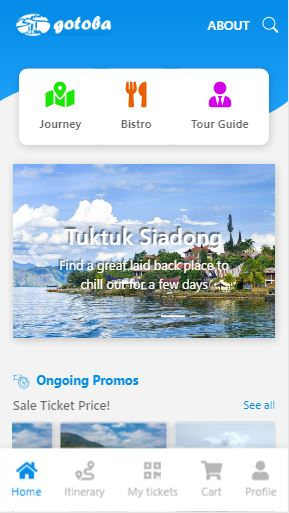 gotoba
ABOUT
Journey
Bistro
Tour Guide
Tuktuk Siadong
Find a great laid back place to
chill out for a few days
Ongoing Promos
Sale Ticket Price!
See all
Home
Itinerary
My tickets
Cart
Profile